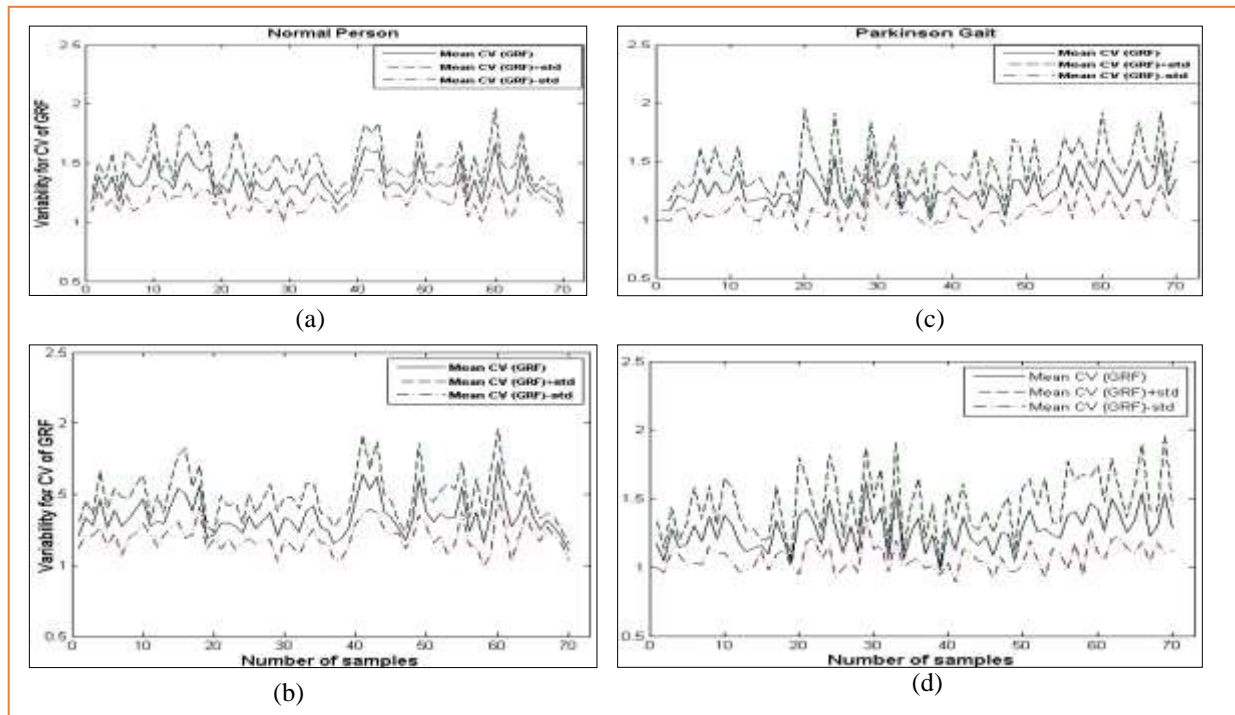 Normal Person
2.5
2
1.5
1
0.5
Variability for CV of GRF
Mean CV (GRF)
Mean CV (GRF)+std
Mean CV (GRF)-std
0 10 20 30 40 50 60 70
(a)
Parkinson Gait
2.5
2
1.5
1
0.5
Mean CV (GRF)
Mean CV (GRF)+std
Mean CV (GRF)-std
0 10 20 30 40 50 60 70
(c)
2.5
2
1.5
1
0.5
Variability for CV of GRF
Mean CV (GRF)
Mean CV (GRF)+std
Mean CV (GRF)-std
0 10 20 30 40 50 60 70
Number of samples
(b)
2.5
2
1.5
1
0.5
Mean CV (GRF)
Mean CV (GRF)+std
Mean CV (GRF)-std
0 10 20 30 40 50 60 70
Number of samples
(d)